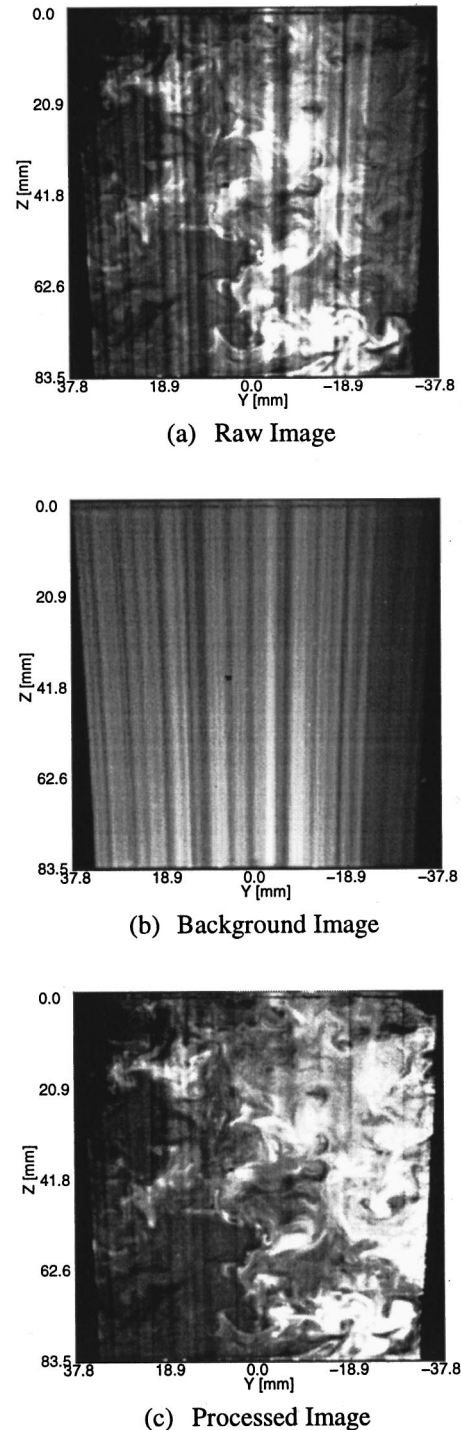 0.0
20.9
Z [mm]
41.8
62.6
83.5
37.8 18.9 0.0 −18.9 −37.8
Y [mm]
(a) Raw Image
0.0
20.9
Z [mm]
41.8
62.6
83.5
37.8 18.9 0.0 −18.9 −37.8
Y [mm]
(b) Background Image
0.0
20.9
Z [mm]
41.8
62.6
83.5
37.8 18.9 0.0 −18.9 −37.8
Y [mm]
(c) Processed Image